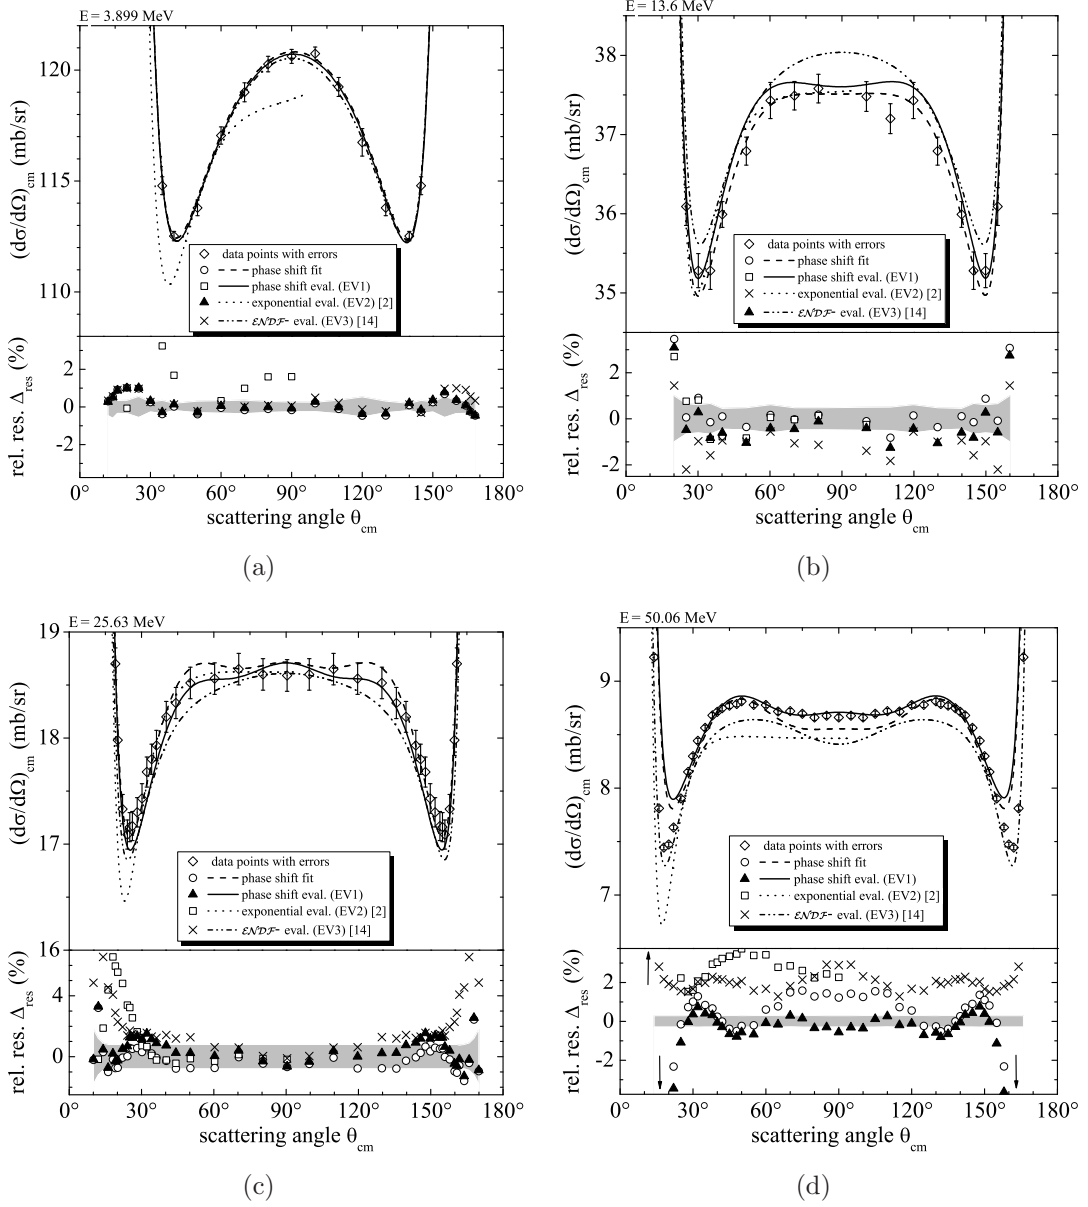 E = 3.899 MeV
120
115
110
(dσ/dΩ)cm (mb/sr)
data points with errors
phase shift fit
phase shift eval. (EV1)
exponential eval. (EV2) [2]
ENDF- eval. (EV3) [14]
rel. res. Δres (%)
2
0
-2
0° 30° 60° 90° 120° 150° 180°
scattering angle θcm
(a)
E = 13.6 MeV
38
37
36
35
(dσ/dΩ)cm (mb/sr)
data points with errors
phase shift fit
phase shift eval. (EV1)
exponential eval. (EV2) [2]
ENDF- eval. (EV3) [14]
rel. res. Δres (%)
2
0
-2
0° 30° 60° 90° 120° 150° 180°
scattering angle θcm
(b)
E = 25.63 MeV
19
18
17
16
(dσ/dΩ)cm (mb/sr)
data points with errors
phase shift fit
phase shift eval. (EV1)
exponential eval. (EV2) [2]
ENDF- eval. (EV3) [14]
rel. res. Δres (%)
4
0
0° 30° 60° 90° 120° 150° 180°
scattering angle θcm
(c)
E = 50.06 MeV
9
8
7
(dσ/dΩ)cm (mb/sr)
data points with errors
phase shift fit
phase shift eval. (EV1)
exponential eval. (EV2) [2]
ENDF- eval. (EV3) [14]
rel. res. Δres (%)
2
0
-2
0° 30° 60° 90° 120° 150° 180°
scattering angle θcm
(d)